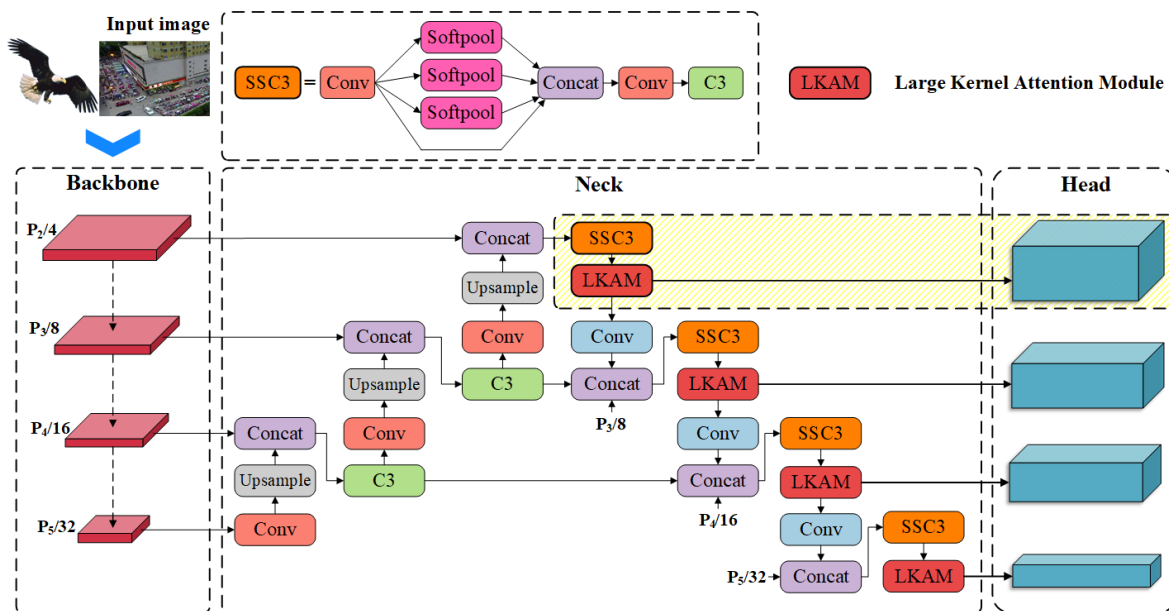 Input image
SSC3 = Conv Softpool Softpool Softpool Concat Conv C3
LKAM Large Kernel Attention Module
Backbone
Neck
Head
P₂/4
Concat SSC3
Upsample LKAM
P₃/8
Concat Conv Conv SSC3
Upsample C3 Concat LKAM
P₃/8
P₄/16
Concat Conv Conv SSC3
Upsample C3 Concat LKAM
P₄/16
P₅/32
Conv Conv SSC3
P₅/32 Concat LKAM